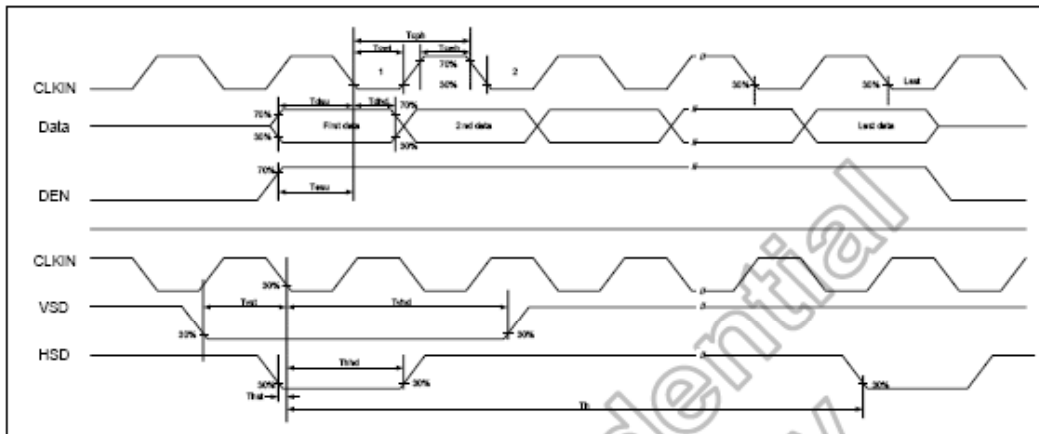 Tcph
Tcwl Tcwh
CLKIN 1 70% 30% 2 30% 30% Last
Tdsu Tdhd
70% 70%
Data First data 2nd data Last data
30% 30%
70%
DEN Tesu
CLKIN 30%
VSD Tvst Tvhd
30% 30%
HSD Thhd
30% 30% 30%
Thst
Th